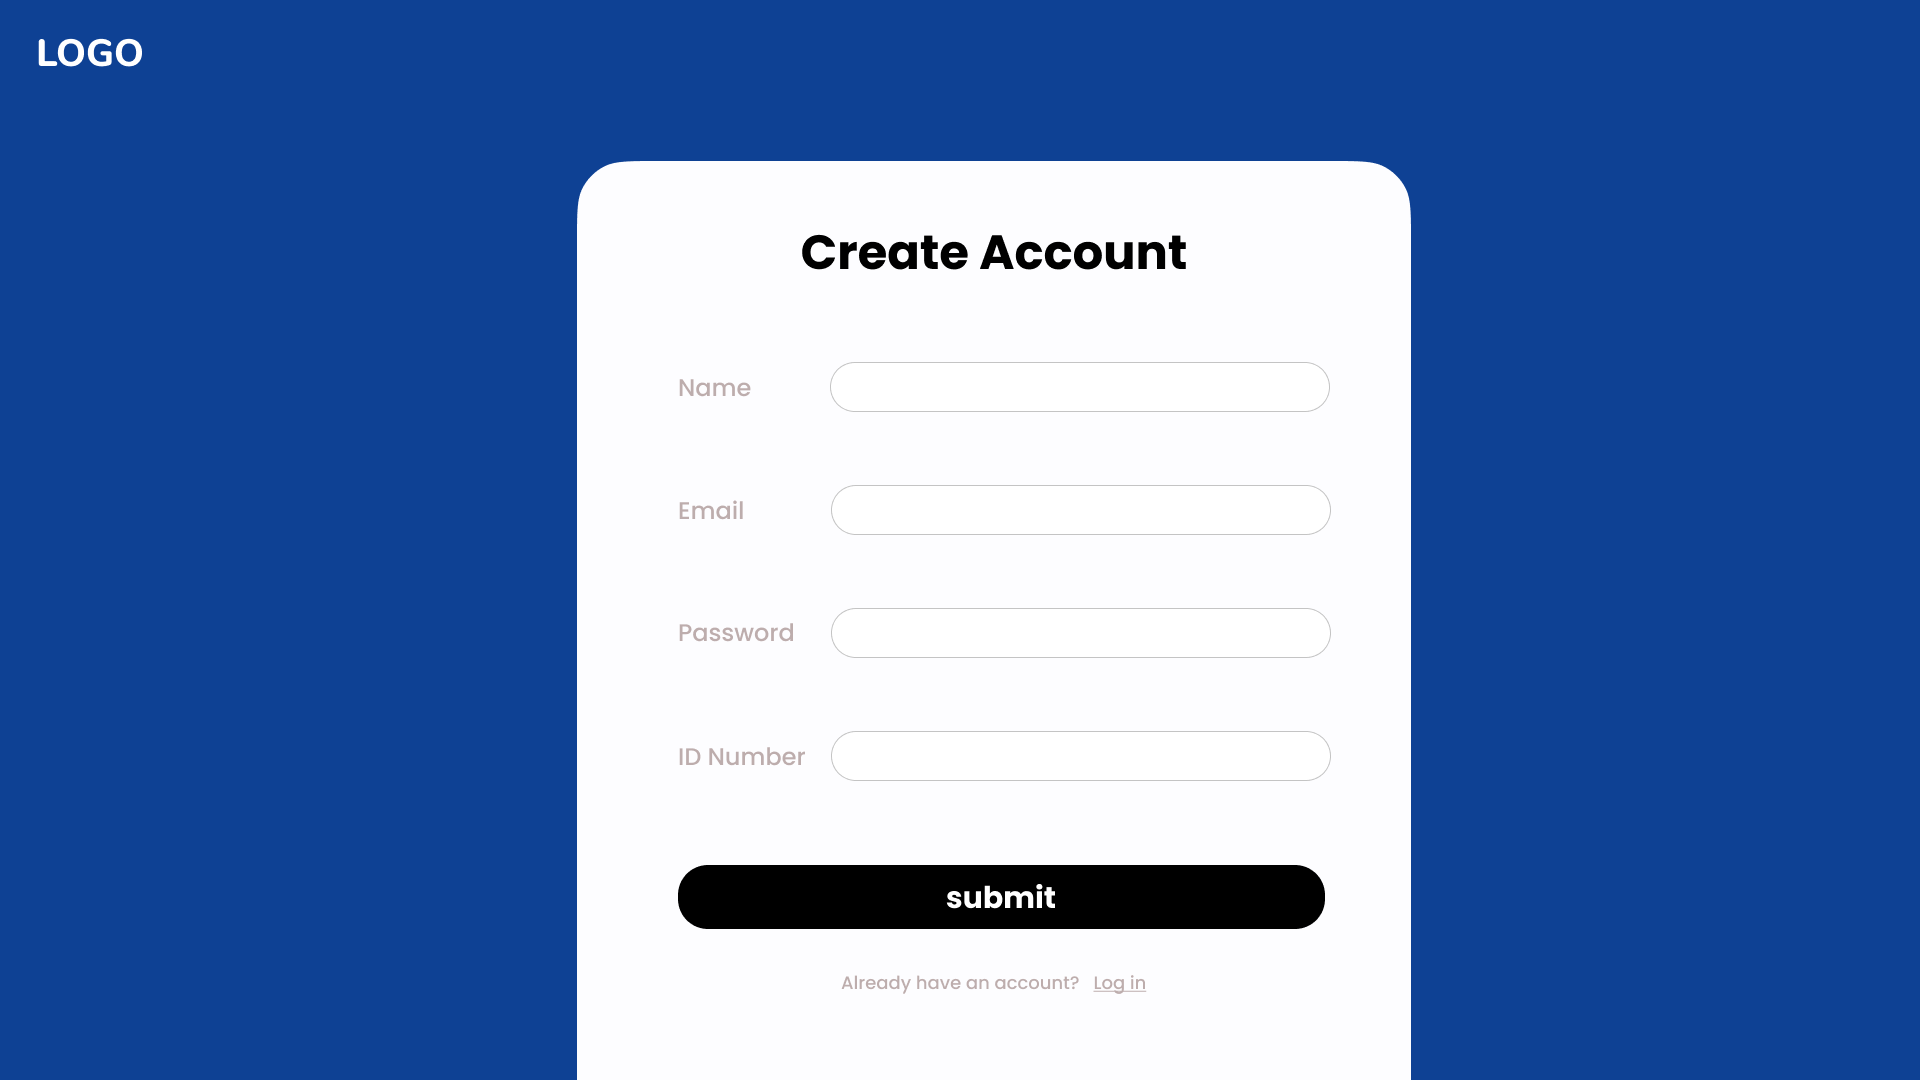 LOGO
Create Account
Name
Email
Password
ID Number
submit
Already have an account? Log in